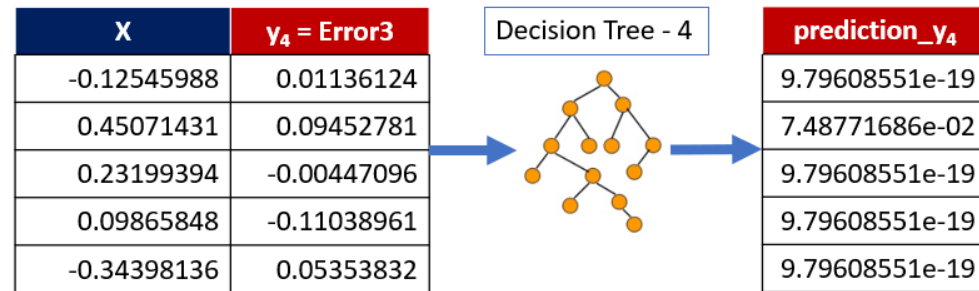 X y₄ = Error3 Decision Tree - 4 prediction_y₄
-0.12545988 0.01136124 9.79608551e-19
0.45071431 0.09452781 7.48771686e-02
0.23199394 -0.00447096 9.79608551e-19
0.09865848 -0.11038961 9.79608551e-19
-0.34398136 0.05353832 9.79608551e-19